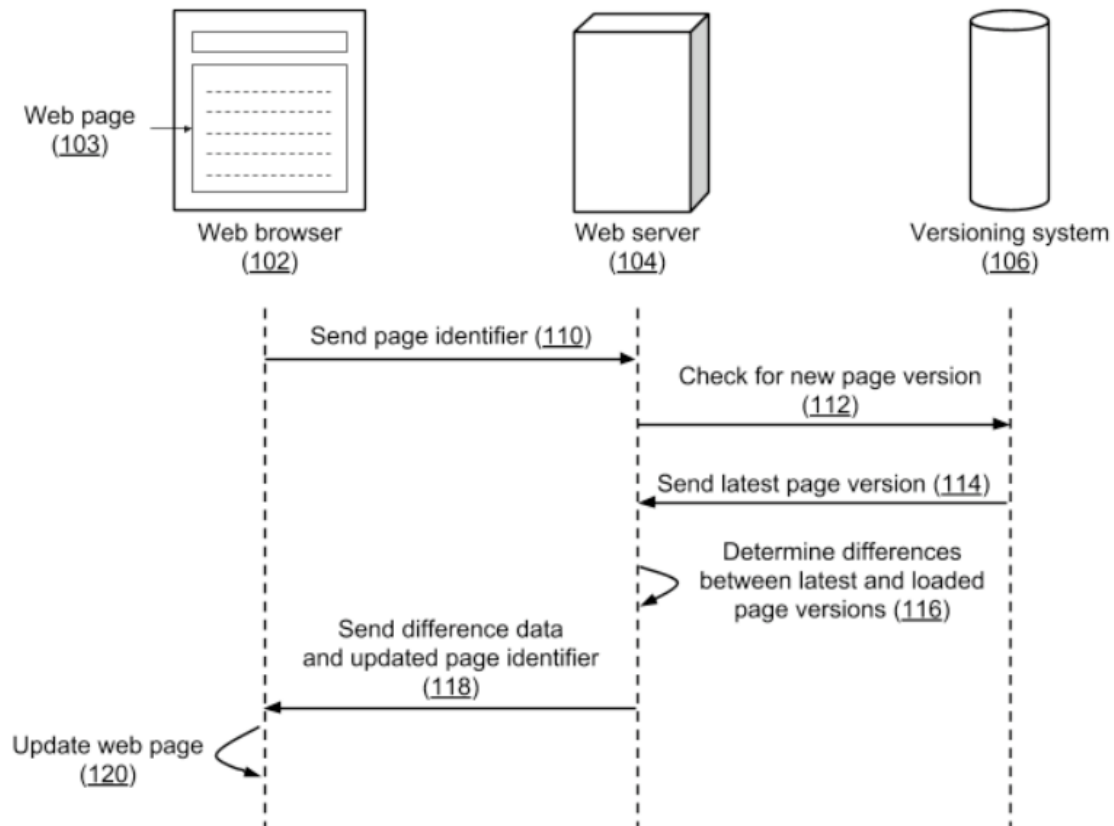 Web page
(103)
Web browser
(102)
Web server
(104)
Versioning system
(106)
Send page identifier (110)
Check for new page version
(112)
Send latest page version (114)
Determine differences
between latest and loaded
page versions (116)
Send difference data
and updated page identifier
(118)
Update web page
(120)